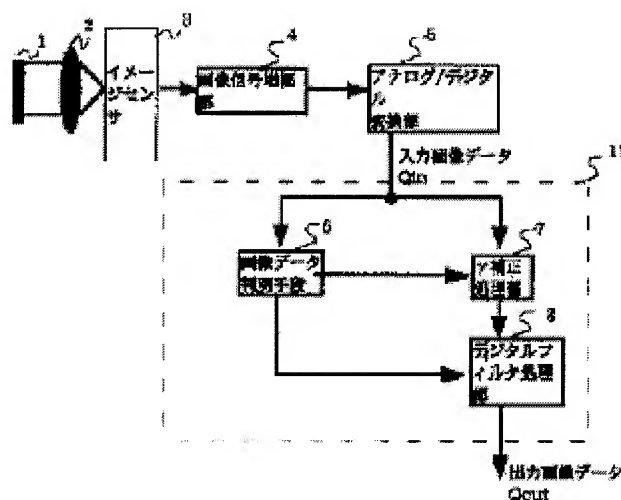 1
2
3
4
5
イメー
ジセン
サ
画像信号増幅
部
アナログ/デジタ
ル
変換部
入力画像データ
Qin
11
6
7
画像データ
判別手段
γ補正
処理部
8
デジタルフ
ィルタ処理
部
出力画像データ
Qout